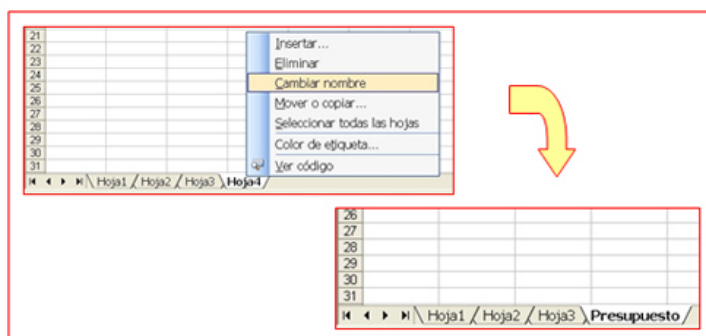 21
22
23
24
25
26
27
28
29
30
31
Insertar...
Eliminar
Cambiar nombre
Mover o copiar...
Seleccionar todas las hojas
Color de etiqueta...
Ver código
Hoja1 Hoja2 Hoja3 Hoja4
26
27
28
29
30
31
Hoja1 Hoja2 Hoja3 Presupuesto